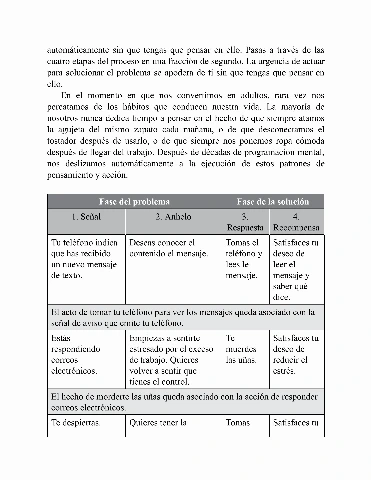 automáticamente sin que tengas que pensar en ello. Pasas a través de las
cuatro etapas del proceso en una fracción de segundo. La urgencia de actuar
para solucionar el problema se apodera de ti sin que tengas que pensar en
ello.
En el momento en que nos convertimos en adultos, rara vez nos
percatamos de los hábitos que conducen nuestra vida. La mayoría de
nosotros nunca dedica tiempo a pensar en el hecho de que siempre atamos
la agujeta del mismo zapato cada mañana, o de que desconectamos el
tostador después de usarlo, o de que siempre nos ponemos ropa cómoda
después de llegar del trabajo. Después de décadas de programación mental,
nos deslizamos automáticamente a la ejecución de estos patrones de
pensamiento y acción.
Fase del problema Fase de la solución
1. Señal 2. Anhelo 3. Respuesta 4. Recompensa
Tu teléfono indica
que has recibido
un nuevo mensaje
de texto.
Deseas conocer el
contenido el mensaje.
Tomas el
teléfono y
lees le
mensaje.
Satisfaces tu
deseo de
leer el
mensaje y
saber qué
dice.
El acto de tomar tu teléfono para ver los mensajes queda asociado con la
señal de aviso que emite tu teléfono.
Estás
respondiendo
correos
electrónicos.
Empiezas a sentirte
estresado por el exceso
de trabajo. Quieres
volver a sentir que
tienes el control.
Te
muerdes
las uñas.
Satisfaces tu
deseo de
reducir el
estrés.
El hecho de morderte las uñas queda asociado con la acción de responder
correos electrónicos.
Te despiertas. Quieres tener la Tomas Satisfaces tu